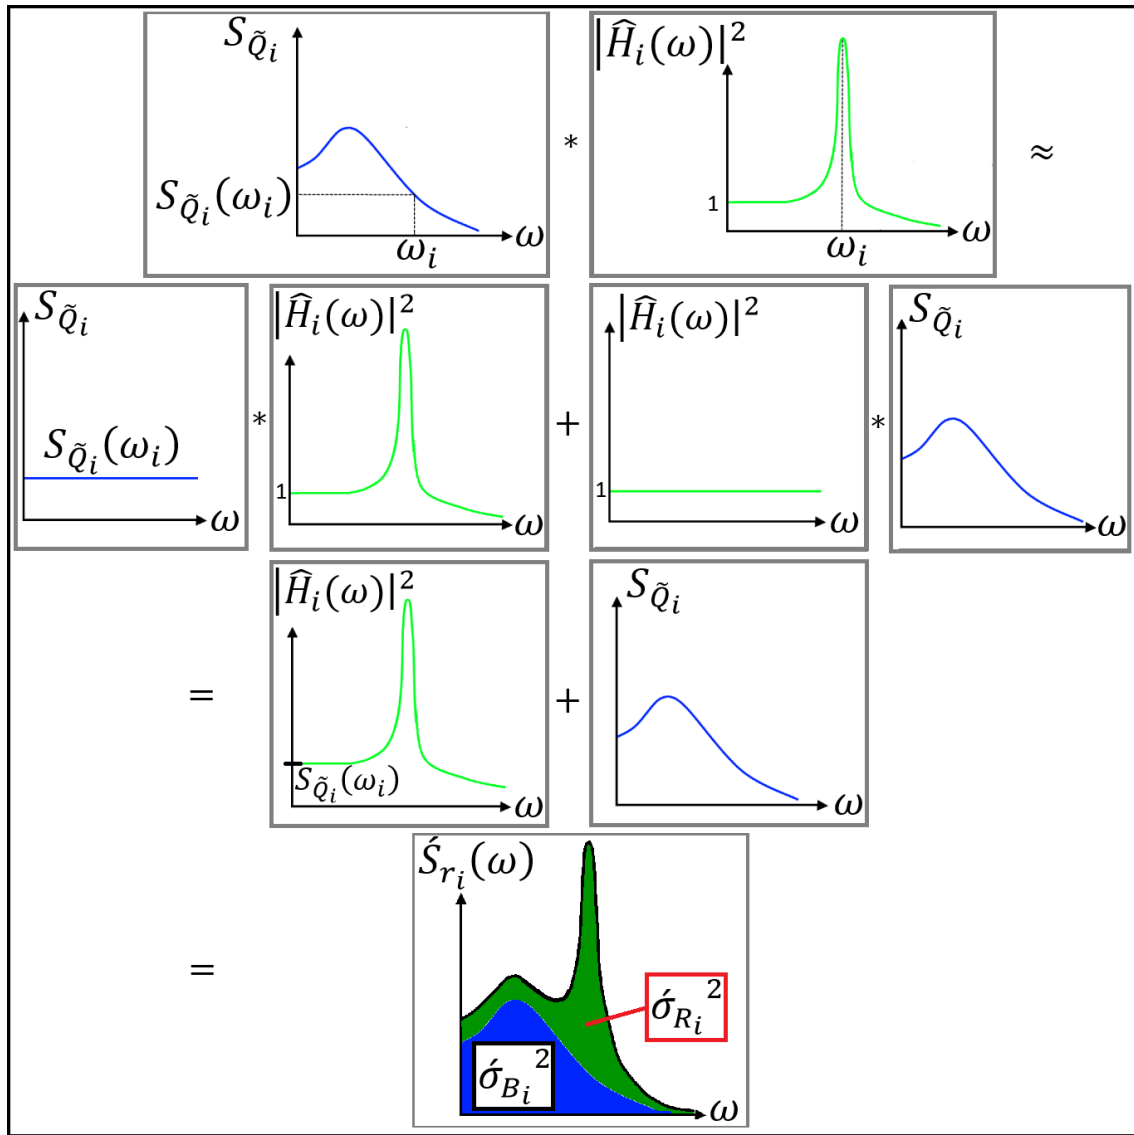 S_{Q̃_i}
|Ĥ_i(ω)|²
S_{Q̃_i}(ω_i)
ω_i
ω
*
1
ω_i
ω
≈
S_{Q̃_i}
S_{Q̃_i}(ω_i)
ω
*
|Ĥ_i(ω)|²
1
ω
+
|Ĥ_i(ω)|²
1
ω
*
S_{Q̃_i}
ω
=
|Ĥ_i(ω)|²
S_{Q̃_i}(ω_i)
ω
+
S_{Q̃_i}
ω
=
Ś_{r_i}(ω)
σ́_{R_i}²
σ́_{B_i}²
ω